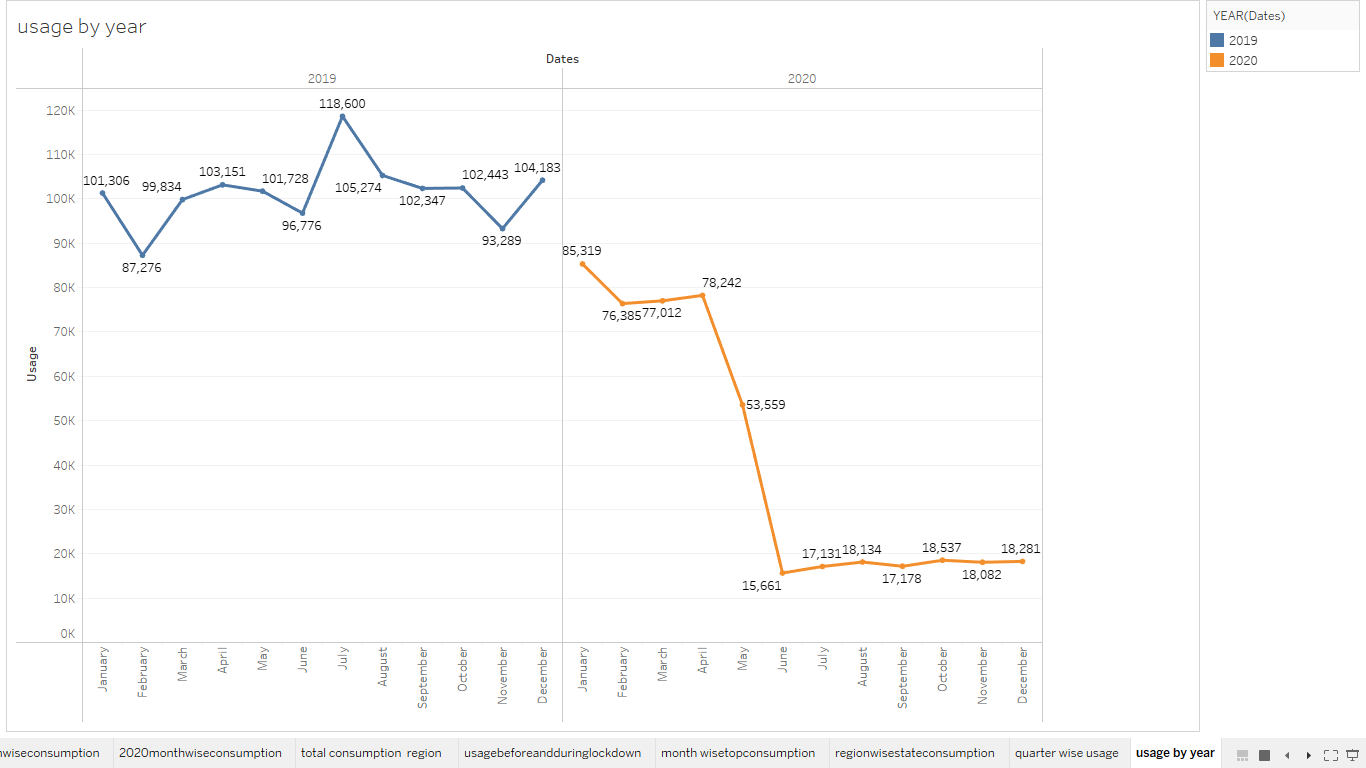 usage by year
YEAR(Dates)
2019
2020
Dates
2019
2020
Usage
120K
110K
100K
90K
80K
70K
60K
50K
40K
30K
20K
10K
0K
101,306
87,276
99,834
103,151
101,728
96,776
118,600
105,274
102,347
102,443
93,289
104,183
85,319
76,385
77,012
78,242
53,559
15,661
17,131
18,134
17,178
18,537
18,082
18,281
January
February
March
April
May
June
July
August
September
October
November
December
January
February
March
April
May
June
July
August
September
October
November
December
wiseconsumption
2020monthwiseconsumption
total consumption region
usagebeforeandduringlockdown
month wisetopconsumption
regionwisestateconsumption
quarter wise usage
usage by year